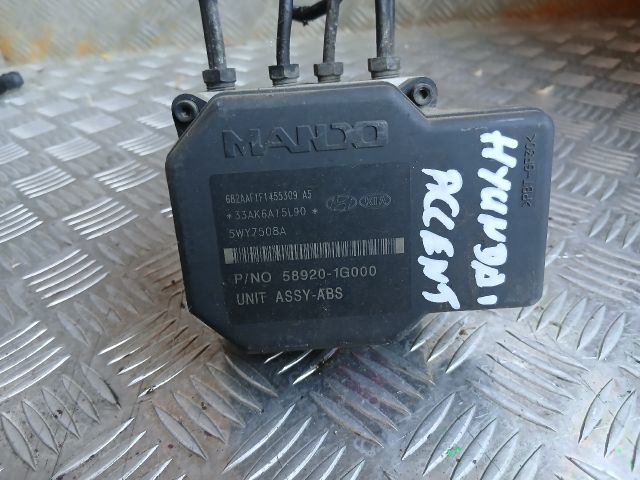 MANDO
6B2AAF1F1455309 A5
*33AK6A15L90 *
KIA
5WY7508A
P/NO 58920-1G000
UNIT ASSY-ABS
HYUNDAI
ACCENT